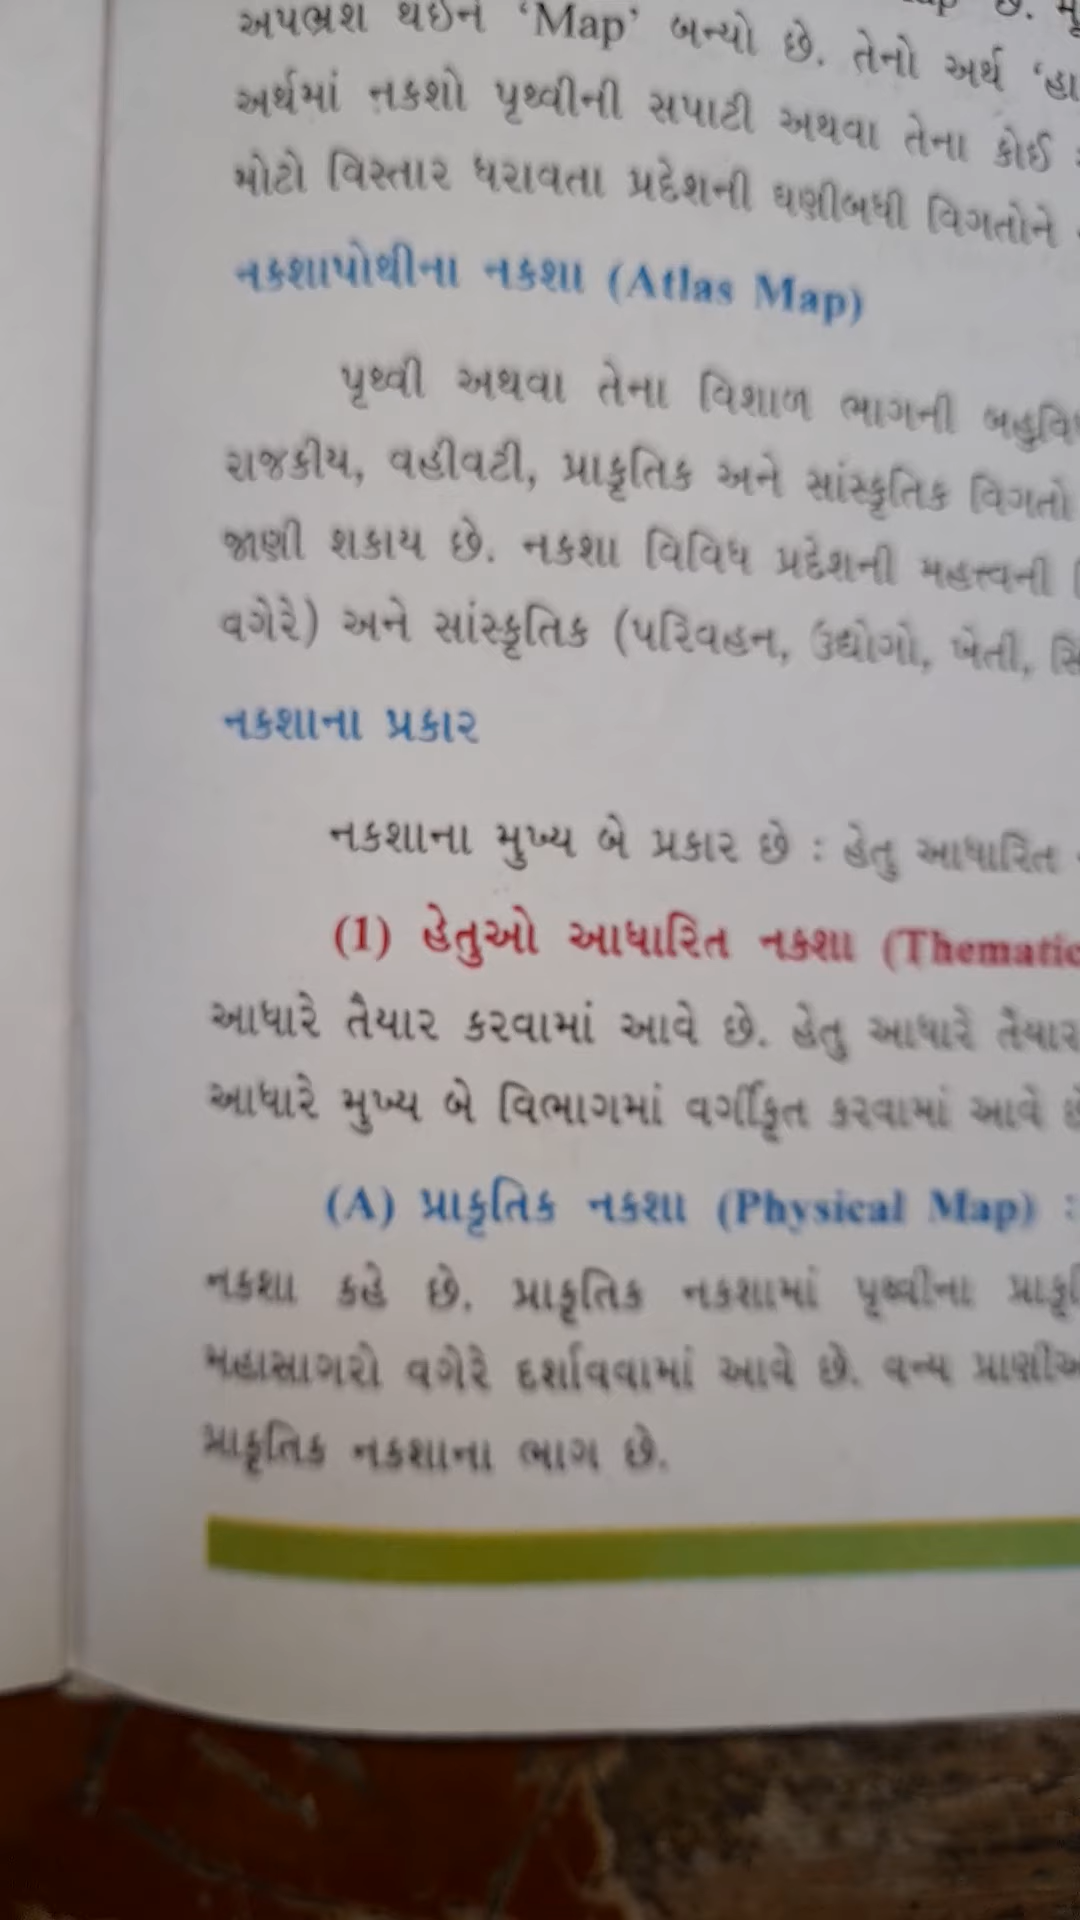 અપભ્રંશ થઈને ‘Map’ બન્યો છે. તેનો અર્થ ‘હા
અર્થમાં નકશો પૃથ્વીની સપાટી અથવા તેના કોઈ
મોટો વિસ્તાર ધરાવતા પ્રદેશની ઘણીબધી વિગતોને
નકશાપોથીના નકશા (Atlas Map)
પૃથ્વી અથવા તેના વિશાળ ભાગની બહુવિ
રાજકીય, વહીવટી, પ્રાકૃતિક અને સાંસ્કૃતિક વિગતો
જાણી શકાય છે. નકશા વિવિધ પ્રદેશની મહત્ત્વની
વગેરે) અને સાંસ્કૃતિક (પરિવહન, ઉદ્યોગો, ખેતી, સિ
નકશાના પ્રકાર
નકશાના મુખ્ય બે પ્રકાર છે : હેતુ આધારિત
(1) હેતુઓ આધારિત નકશા (Thematic
આધારે તૈયાર કરવામાં આવે છે. હેતુ આધારે તૈયાર
આધારે મુખ્ય બે વિભાગમાં વર્ગીકૃત કરવામાં આવે છે
(A) પ્રાકૃતિક નકશા (Physical Map) :
નકશા કહે છે. પ્રાકૃતિક નકશામાં પૃથ્વીના પ્રાકૃ
મહાસાગરો વગેરે દર્શાવવામાં આવે છે. વન્ય પ્રાણીઅ
પ્રાકૃતિક નકશાના ભાગ છે.